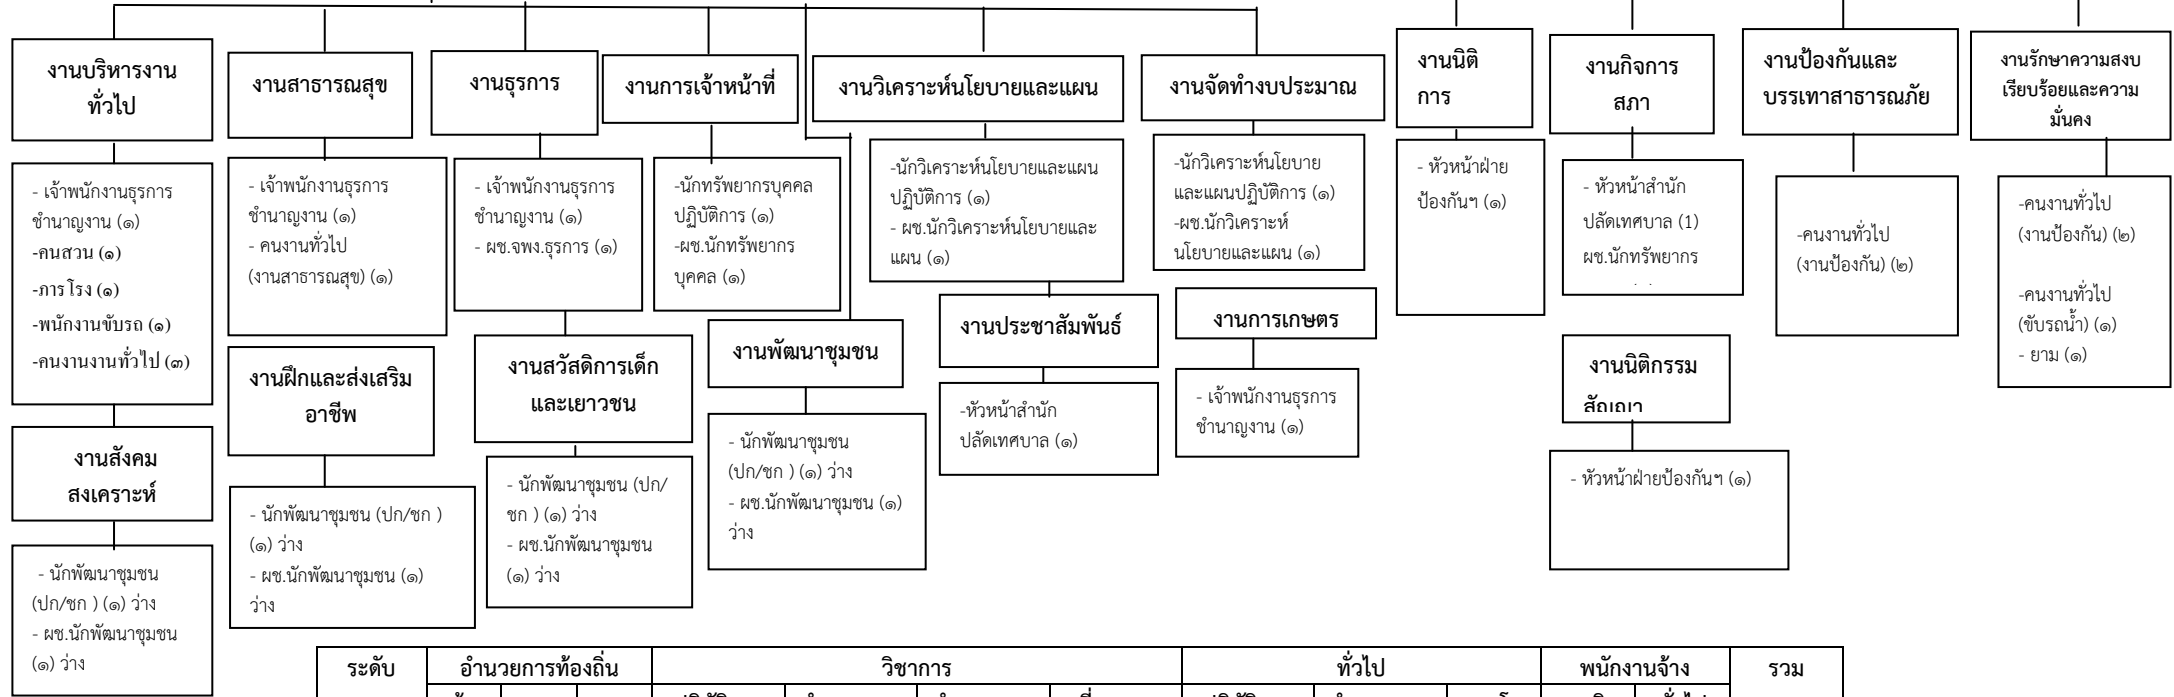 งานบริหารงาน
ทั่วไป
- เจ้าพนักงานธุรการ
ชำนาญงาน (๑)
-คนสวน (๑)
-ภารโรง (๑)
-พนักงานขับรถ (๑)
-คนงานงานทั่วไป (๓)
งานสังคม
สงเคราะห์
- นักพัฒนาชุมชน
(ปก/ชก ) (๑) ว่าง
- ผช.นักพัฒนาชุมชน
(๑) ว่าง
งานสาธารณสุข
- เจ้าพนักงานธุรการ
ชำนาญงาน (๑)
- คนงานทั่วไป
(งานสาธารณสุข) (๑)
งานฝึกและส่งเสริม
อาชีพ
- นักพัฒนาชุมชน (ปก/ชก )
(๑) ว่าง
- ผช.นักพัฒนาชุมชน (๑)
ว่าง
งานธุรการ
- เจ้าพนักงานธุรการ
ชำนาญงาน (๑)
- ผช.จพง.ธุรการ (๑)
งานสวัสดิการเด็ก
และเยาวชน
- นักพัฒนาชุมชน (ปก/
ชก ) (๑) ว่าง
- ผช.นักพัฒนาชุมชน
(๑) ว่าง
งานการเจ้าหน้าที่
-นักทรัพยากรบุคคล
ปฏิบัติการ (๑)
-ผช.นักทรัพยากร
บุคคล (๑)
งานพัฒนาชุมชน
- นักพัฒนาชุมชน
(ปก/ชก ) (๑) ว่าง
- ผช.นักพัฒนาชุมชน (๑)
ว่าง
งานวิเคราะห์นโยบายและแผน
-นักวิเคราะห์นโยบายและแผน
ปฏิบัติการ (๑)
- ผช.นักวิเคราะห์นโยบายและ
แผน (๑)
งานประชาสัมพันธ์
-หัวหน้าสำนัก
ปลัดเทศบาล (๑)
งานจัดทำงบประมาณ
-นักวิเคราะห์นโยบาย
และแผนปฏิบัติการ (๑)
-ผช.นักวิเคราะห์
นโยบายและแผน (๑)
งานการเกษตร
- เจ้าพนักงานธุรการ
ชำนาญงาน (๑)
งานนิติ
การ
- หัวหน้าฝ่าย
ป้องกันฯ (๑)
งานกิจการ
สภา
- หัวหน้าสำนัก
ปลัดเทศบาล (1)
ผช.นักทรัพยากร
งานนิติกรรม
สัญญา
- หัวหน้าฝ่ายป้องกันฯ (๑)
งานป้องกันและ
บรรเทาสาธารณภัย
-คนงานทั่วไป
(งานป้องกัน) (๒)
งานรักษาความสงบ
เรียบร้อยและความ
มั่นคง
-คนงานทั่วไป
(งานป้องกัน) (๒)
-คนงานทั่วไป
(ขับรถน้ำ) (๑)
- ยาม (๑)
ระดับ อำนวยการท้องถิ่น วิชาการ ทั่วไป พนักงานจ้าง รวม